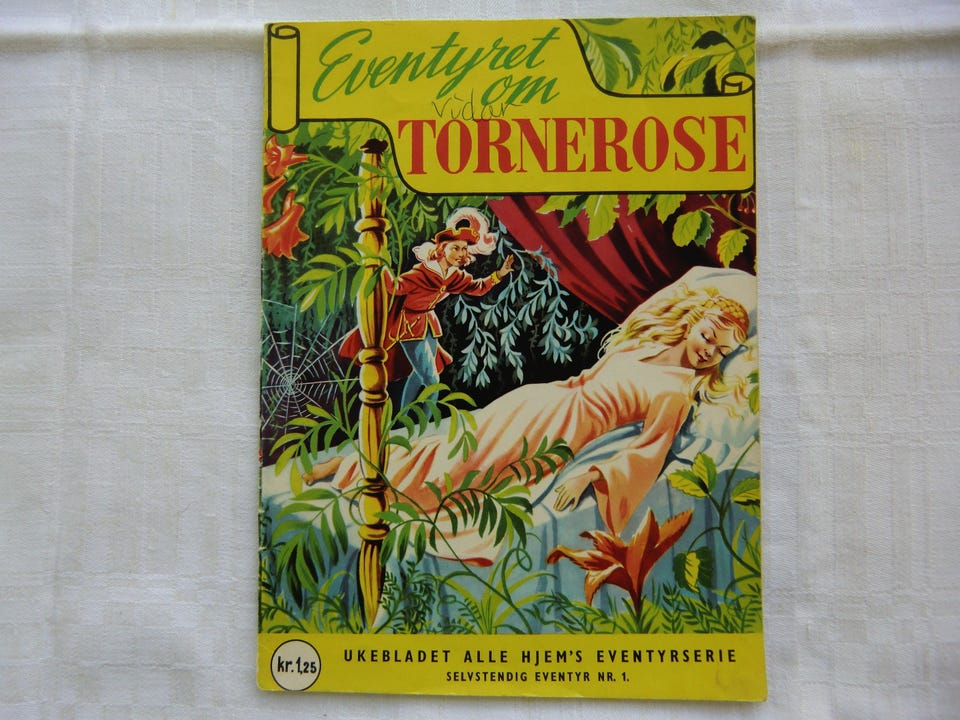 Eventyret
om
vidar
TORNEROSE
kr. 1,25
UKEBLADET ALLE HJEM'S EVENTYRSERIE
SELVSTENDIG EVENTYR NR. 1.